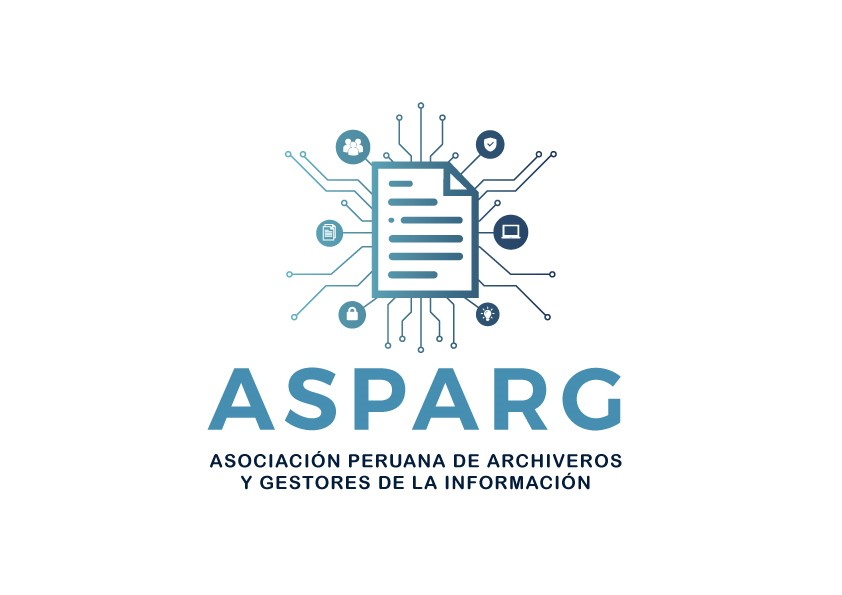 ASPARG
ASOCIACIÓN PERUANA DE ARCHIVEROS
Y GESTORES DE LA INFORMACIÓN